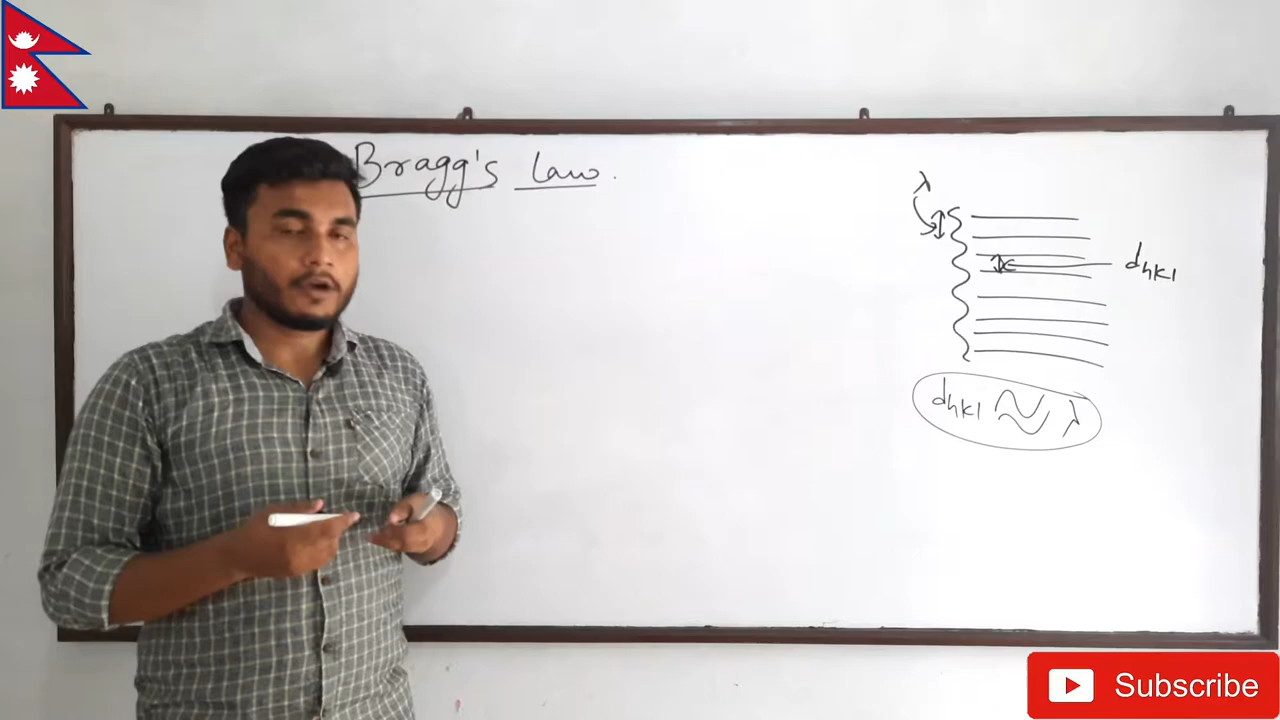 Bragg's Law.
λ
dhkl
dhkl ≈ λ
Subscribe